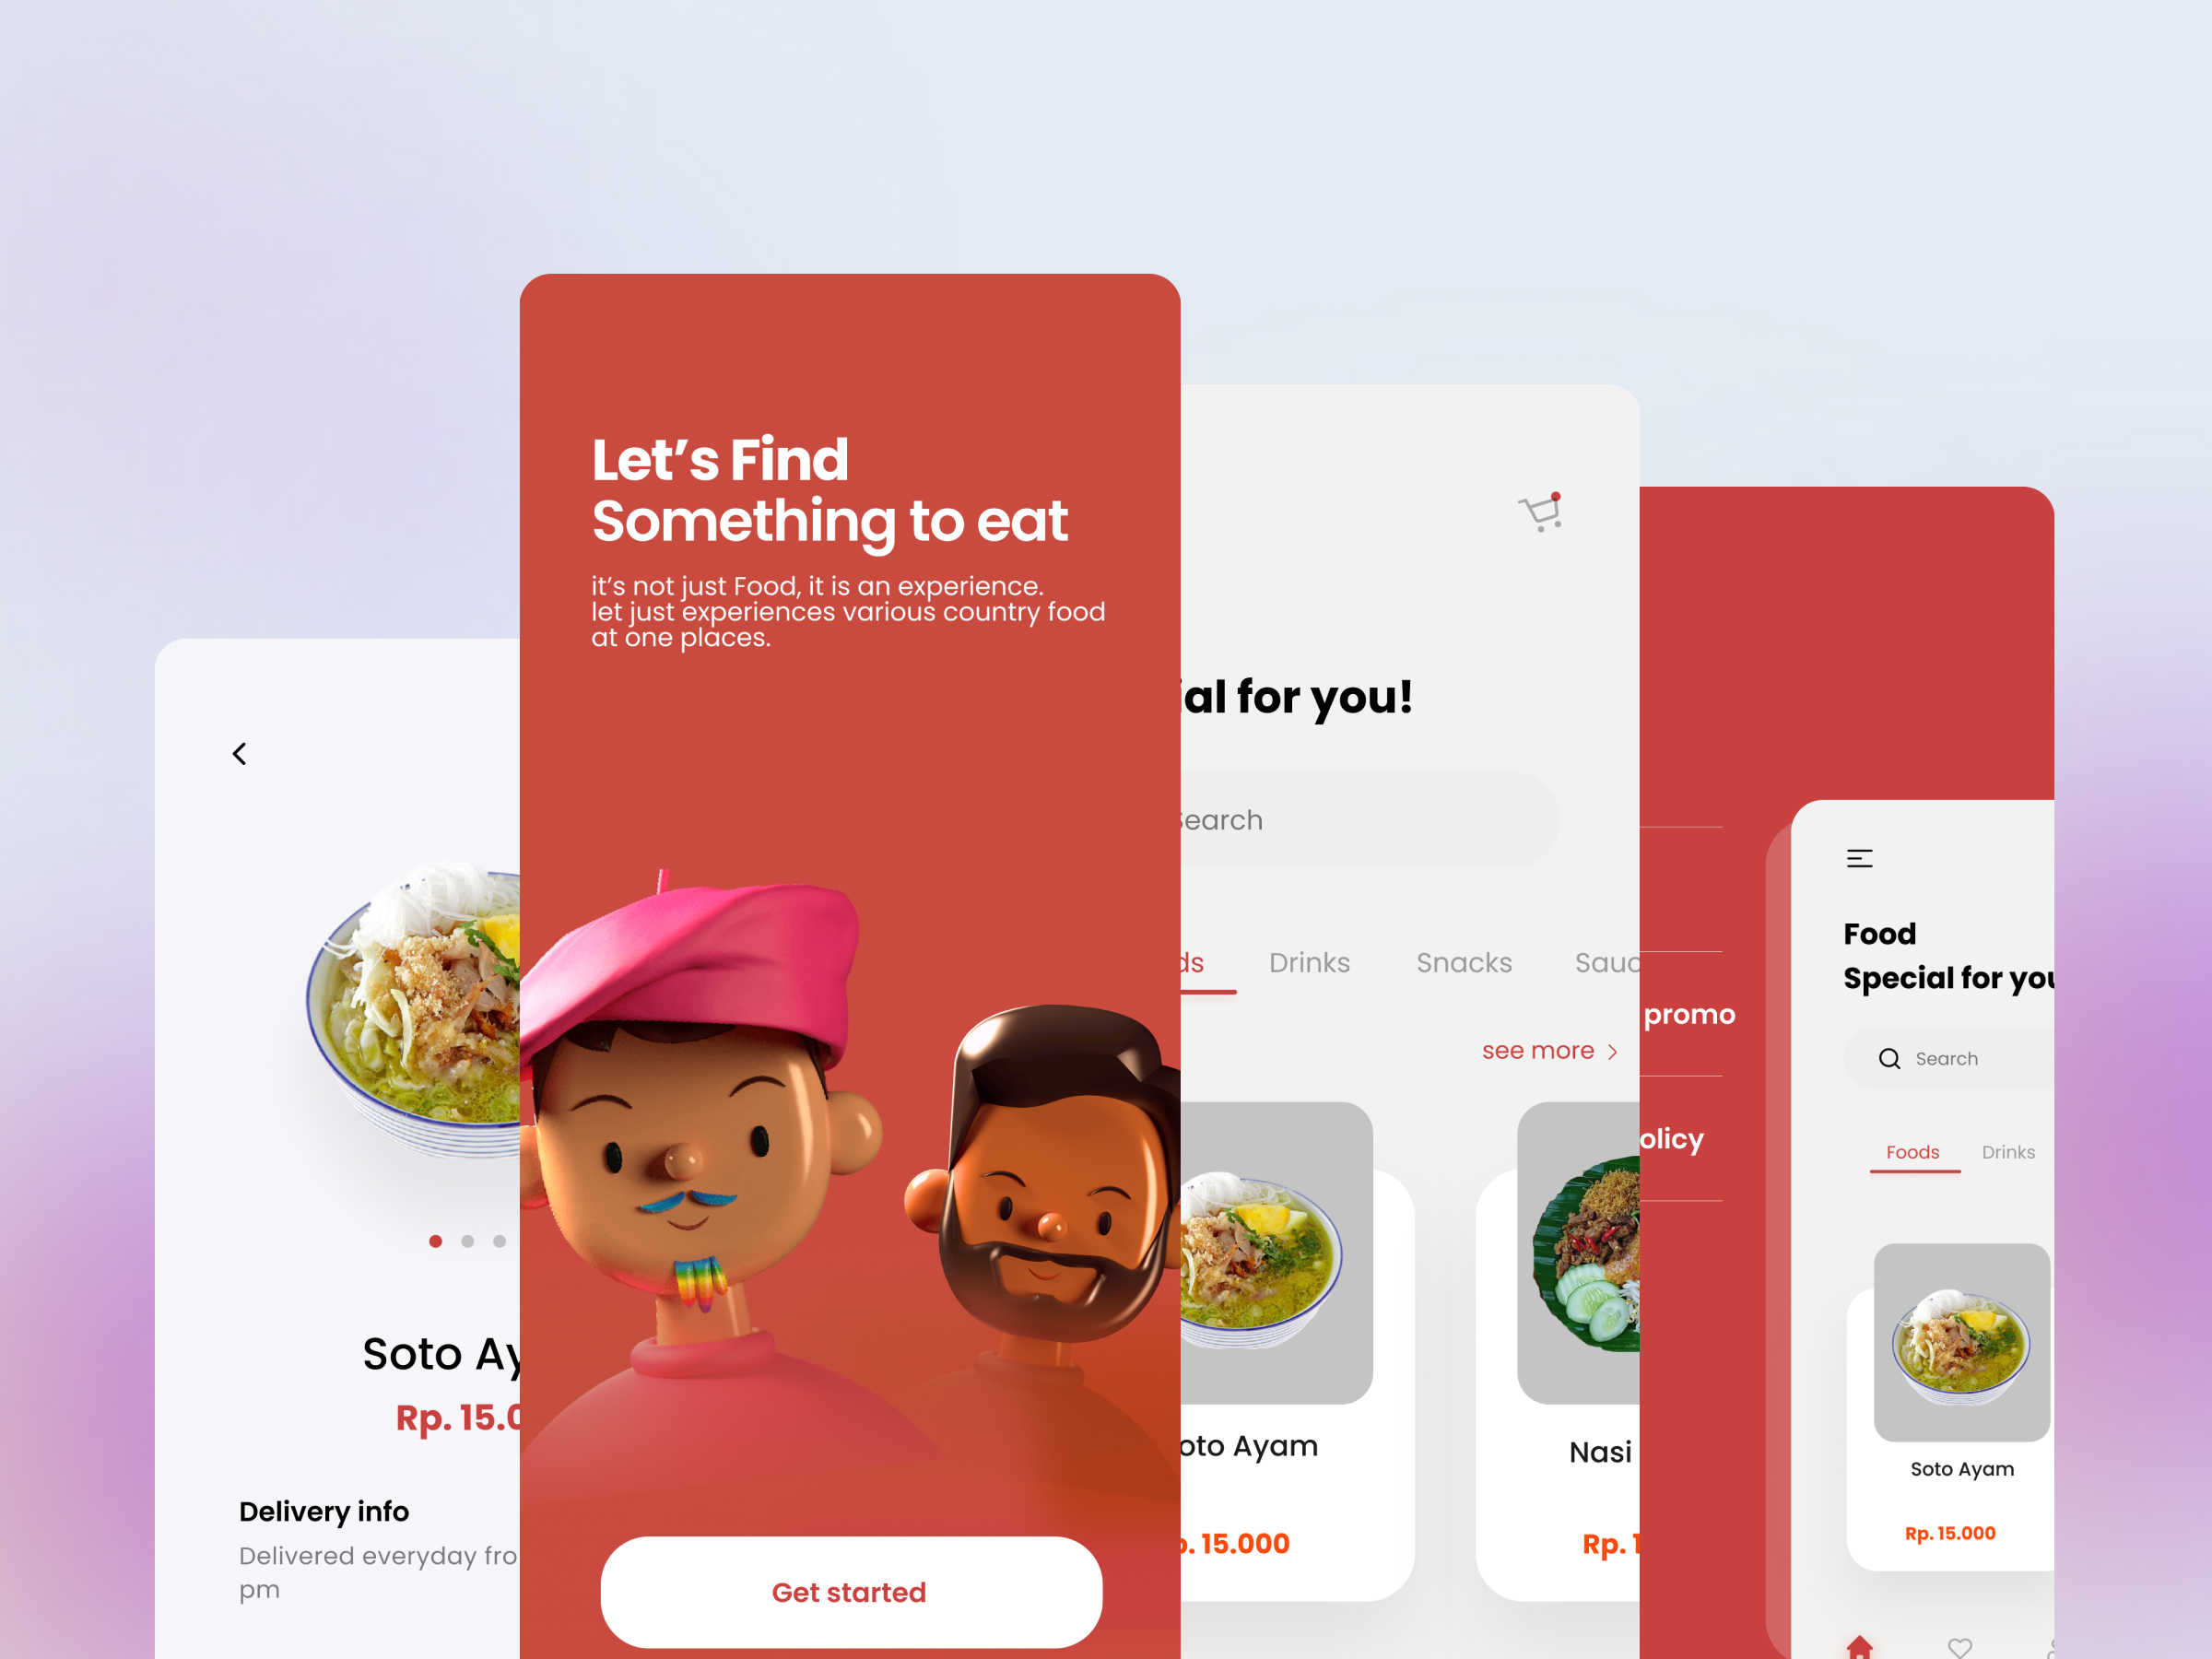 Let’s Find
Something to eat
it’s not just Food, it is an experience.
let just experiences various country food
at one places.
Get started
Soto Ay
Rp. 15.0
Delivery info
Delivered everyday fro
pm
ial for you!
Search
ds Drinks Snacks Sauc
see more
oto Ayam
p. 15.000
Nasi
Rp. 1
promo
olicy
Food
Special for you
Search
Foods Drinks
Soto Ayam
Rp. 15.000